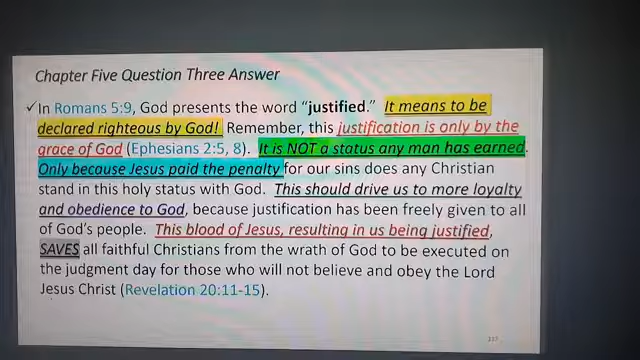 Chapter Five Question Three Answer
✓In Romans 5:9, God presents the word “justified.” It means to be
declared righteous by God! Remember, this justification is only by the
grace of God (Ephesians 2:5, 8). It is NOT a status any man has earned.
Only because Jesus paid the penalty for our sins does any Christian
stand in this holy status with God. This should drive us to more loyalty
and obedience to God, because justification has been freely given to all
of God’s people. This blood of Jesus, resulting in us being justified,
SAVES all faithful Christians from the wrath of God to be executed on
the judgment day for those who will not believe and obey the Lord
Jesus Christ (Revelation 20:11-15).